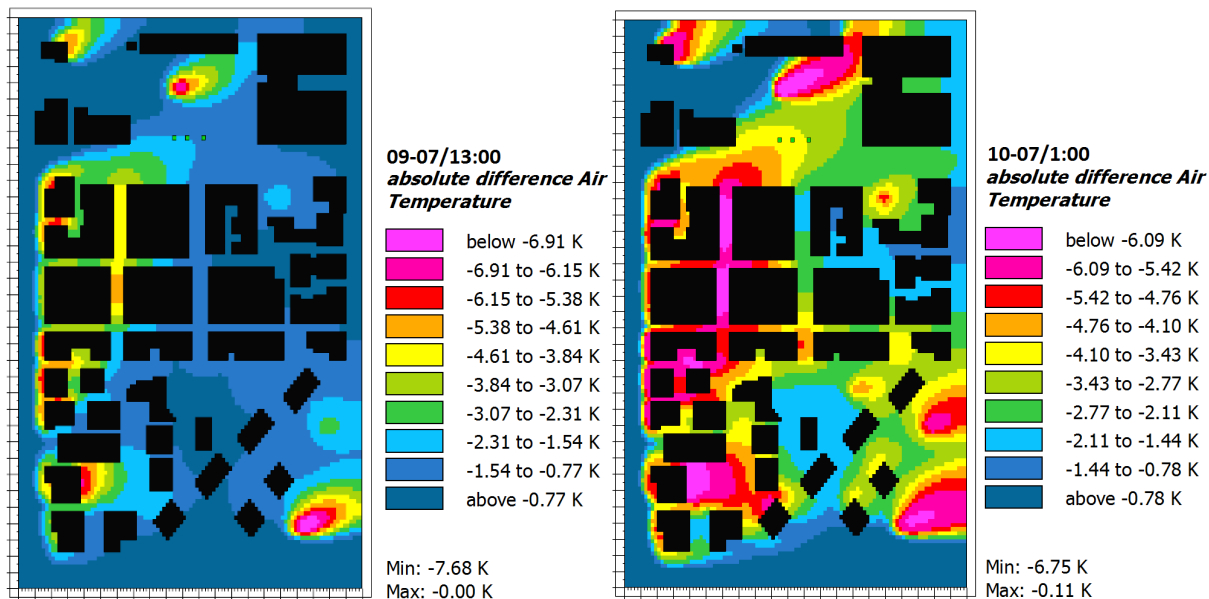 09-07/13:00
absolute difference Air
Temperature
below -6.91 K
-6.91 to -6.15 K
-6.15 to -5.38 K
-5.38 to -4.61 K
-4.61 to -3.84 K
-3.84 to -3.07 K
-3.07 to -2.31 K
-2.31 to -1.54 K
-1.54 to -0.77 K
above -0.77 K
Min: -7.68 K
Max: -0.00 K
10-07/1:00
absolute difference Air
Temperature
below -6.09 K
-6.09 to -5.42 K
-5.42 to -4.76 K
-4.76 to -4.10 K
-4.10 to -3.43 K
-3.43 to -2.77 K
-2.77 to -2.11 K
-2.11 to -1.44 K
-1.44 to -0.78 K
above -0.78 K
Min: -6.75 K
Max: -0.11 K